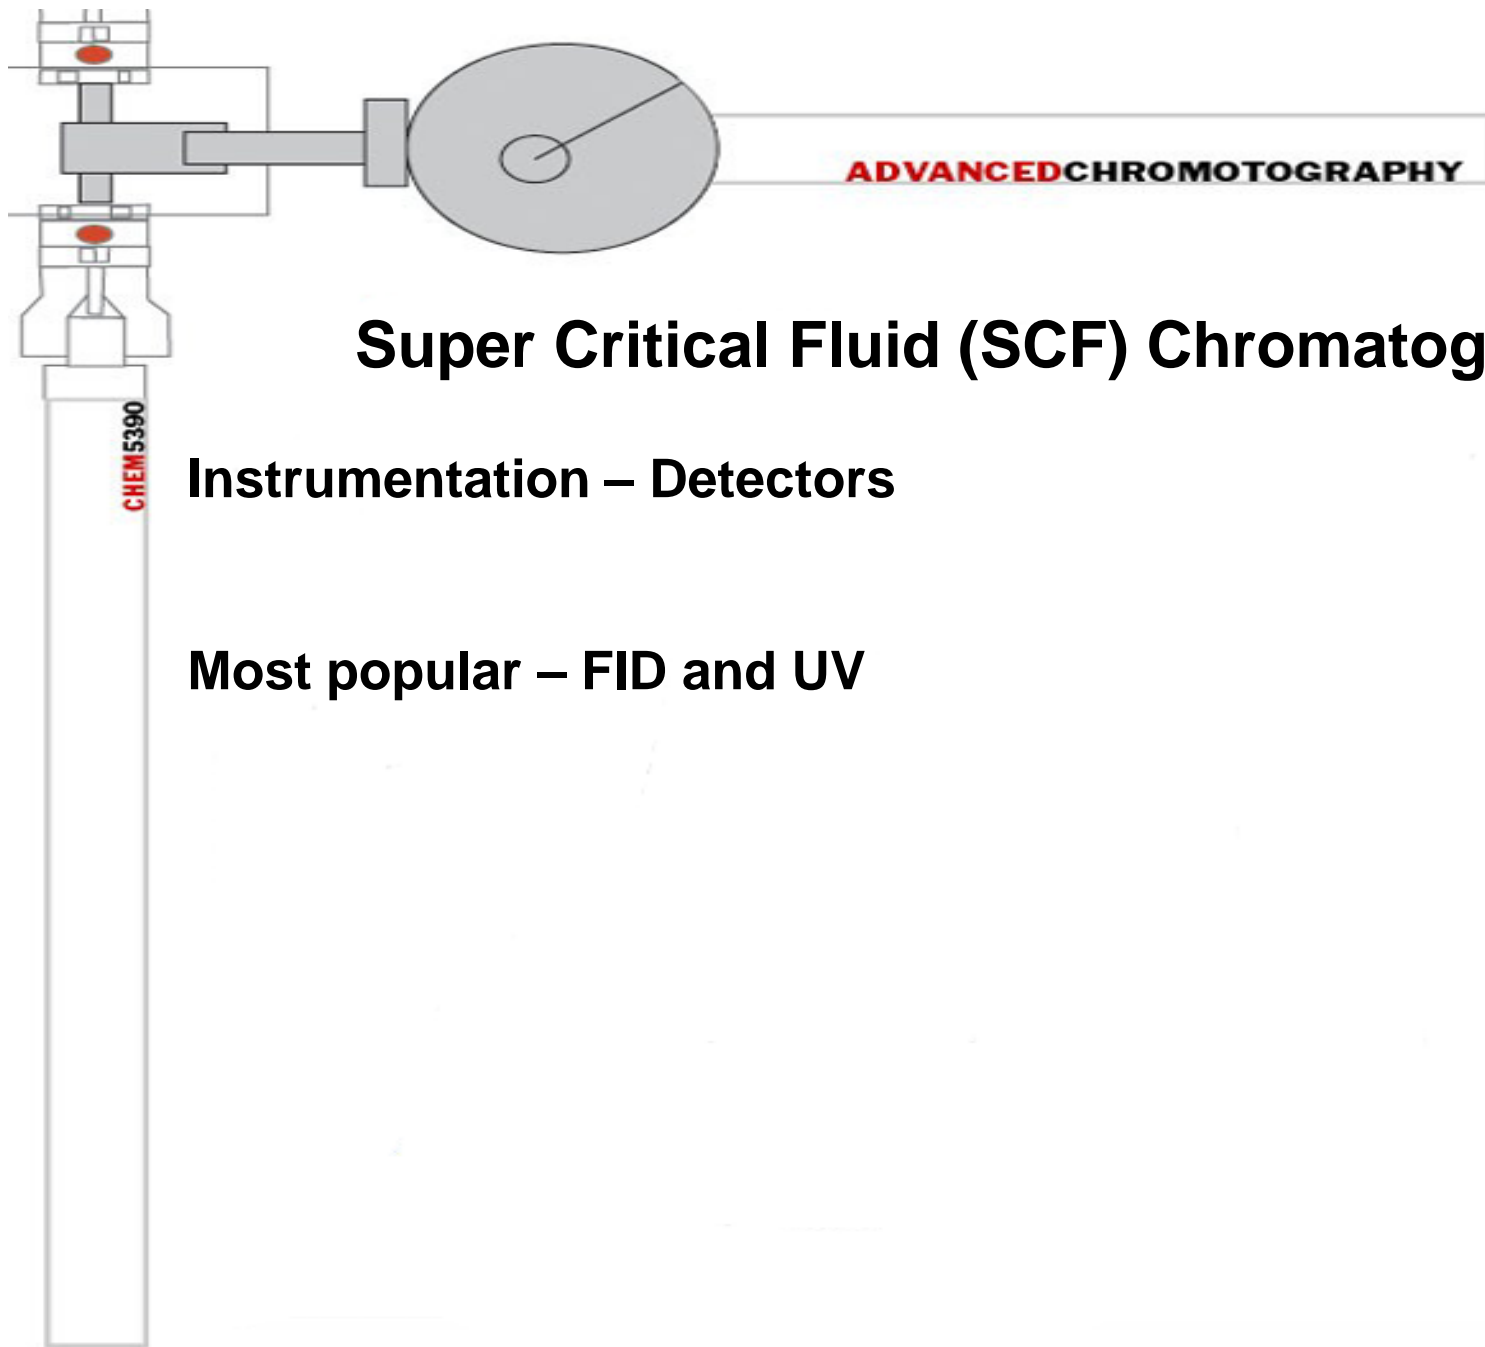 ADVANCEDCHROMOTOGRAPHY
Super Critical Fluid (SCF) Chromatog
CHEM5390
Instrumentation – Detectors
Most popular – FID and UV